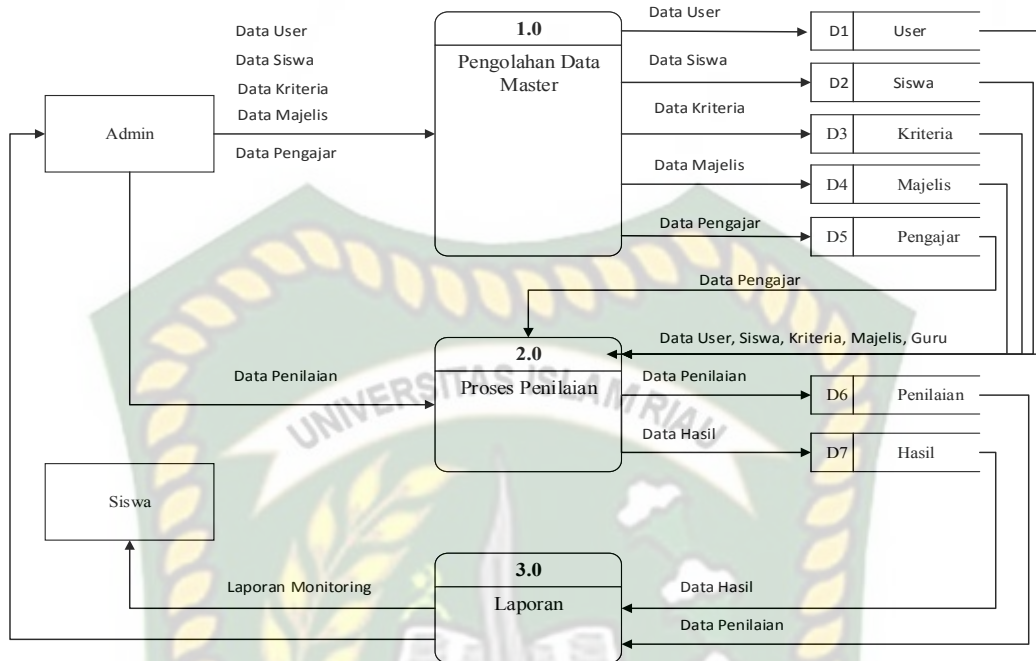 Data User
Data Siswa
Data Kriteria
Data Majelis
Data Pengajar
Admin
1.0
Pengolahan Data
Master
Data User
Data Siswa
Data Kriteria
Data Majelis
Data Pengajar
D1 User
D2 Siswa
D3 Kriteria
D4 Majelis
D5 Pengajar
Data Pengajar
Data User, Siswa, Kriteria, Majelis, Guru
2.0
Proses Penilaian
Data Penilaian
Data Penilaian
Data Hasil
D6 Penilaian
D7 Hasil
UNIVERSITAS ISLAM RIAU
Siswa
Laporan Monitoring
3.0
Laporan
Data Hasil
Data Penilaian